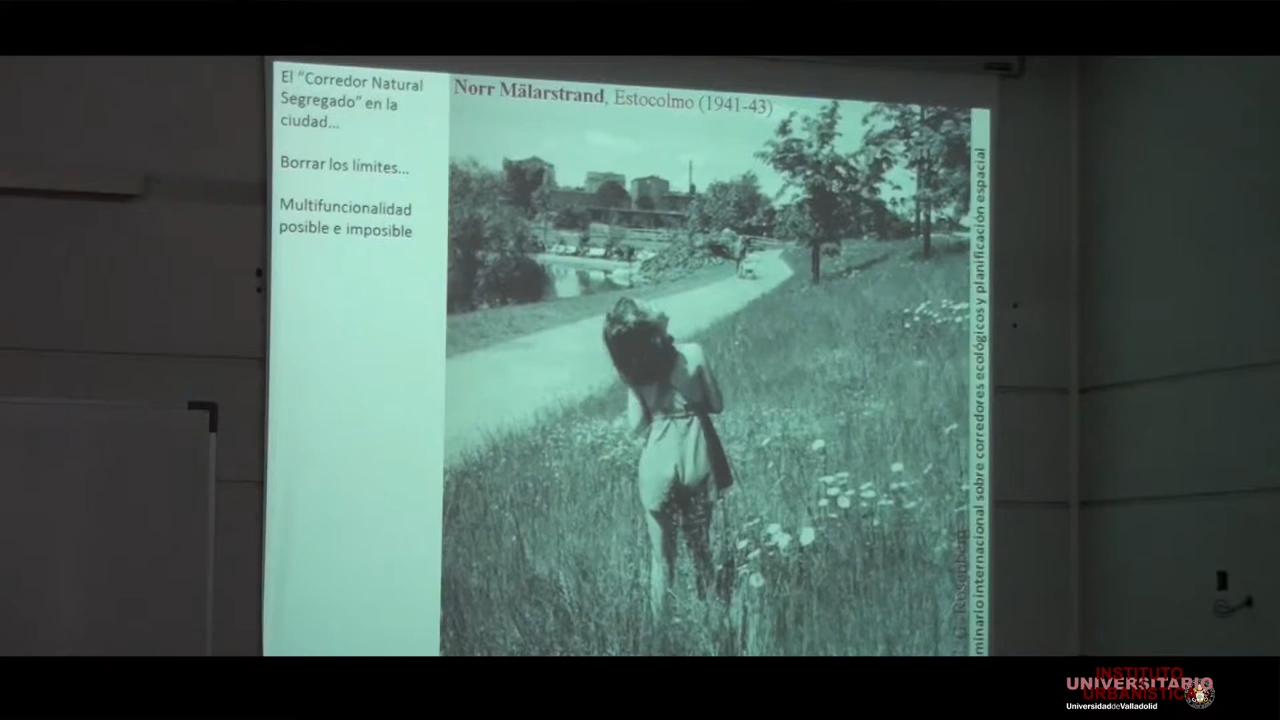 El "Corredor Natural
Segregado" en la
ciudad...
Borrar los límites...
Multifuncionalidad
posible e imposible
Norr Mälarstrand, Estocolmo (1941-43)
minario internacional sobre corredores ecológicos y planificación espacial
INSTITUTO
UNIVERSITARIO
URBANÍSTICA
UniversidaddeValladolid